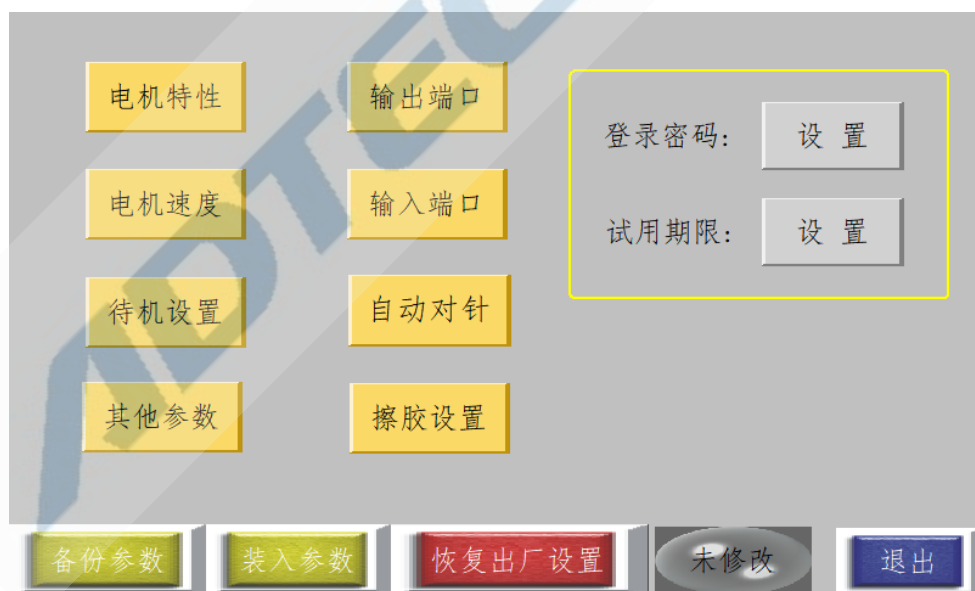 电机特性
输出端口
登录密码: 设 置
电机速度
输入端口
试用期限: 设 置
待机设置
自动对针
其他参数
擦胶设置
备份参数
装入参数
恢复出厂设置
未修改
退出
ADTEC